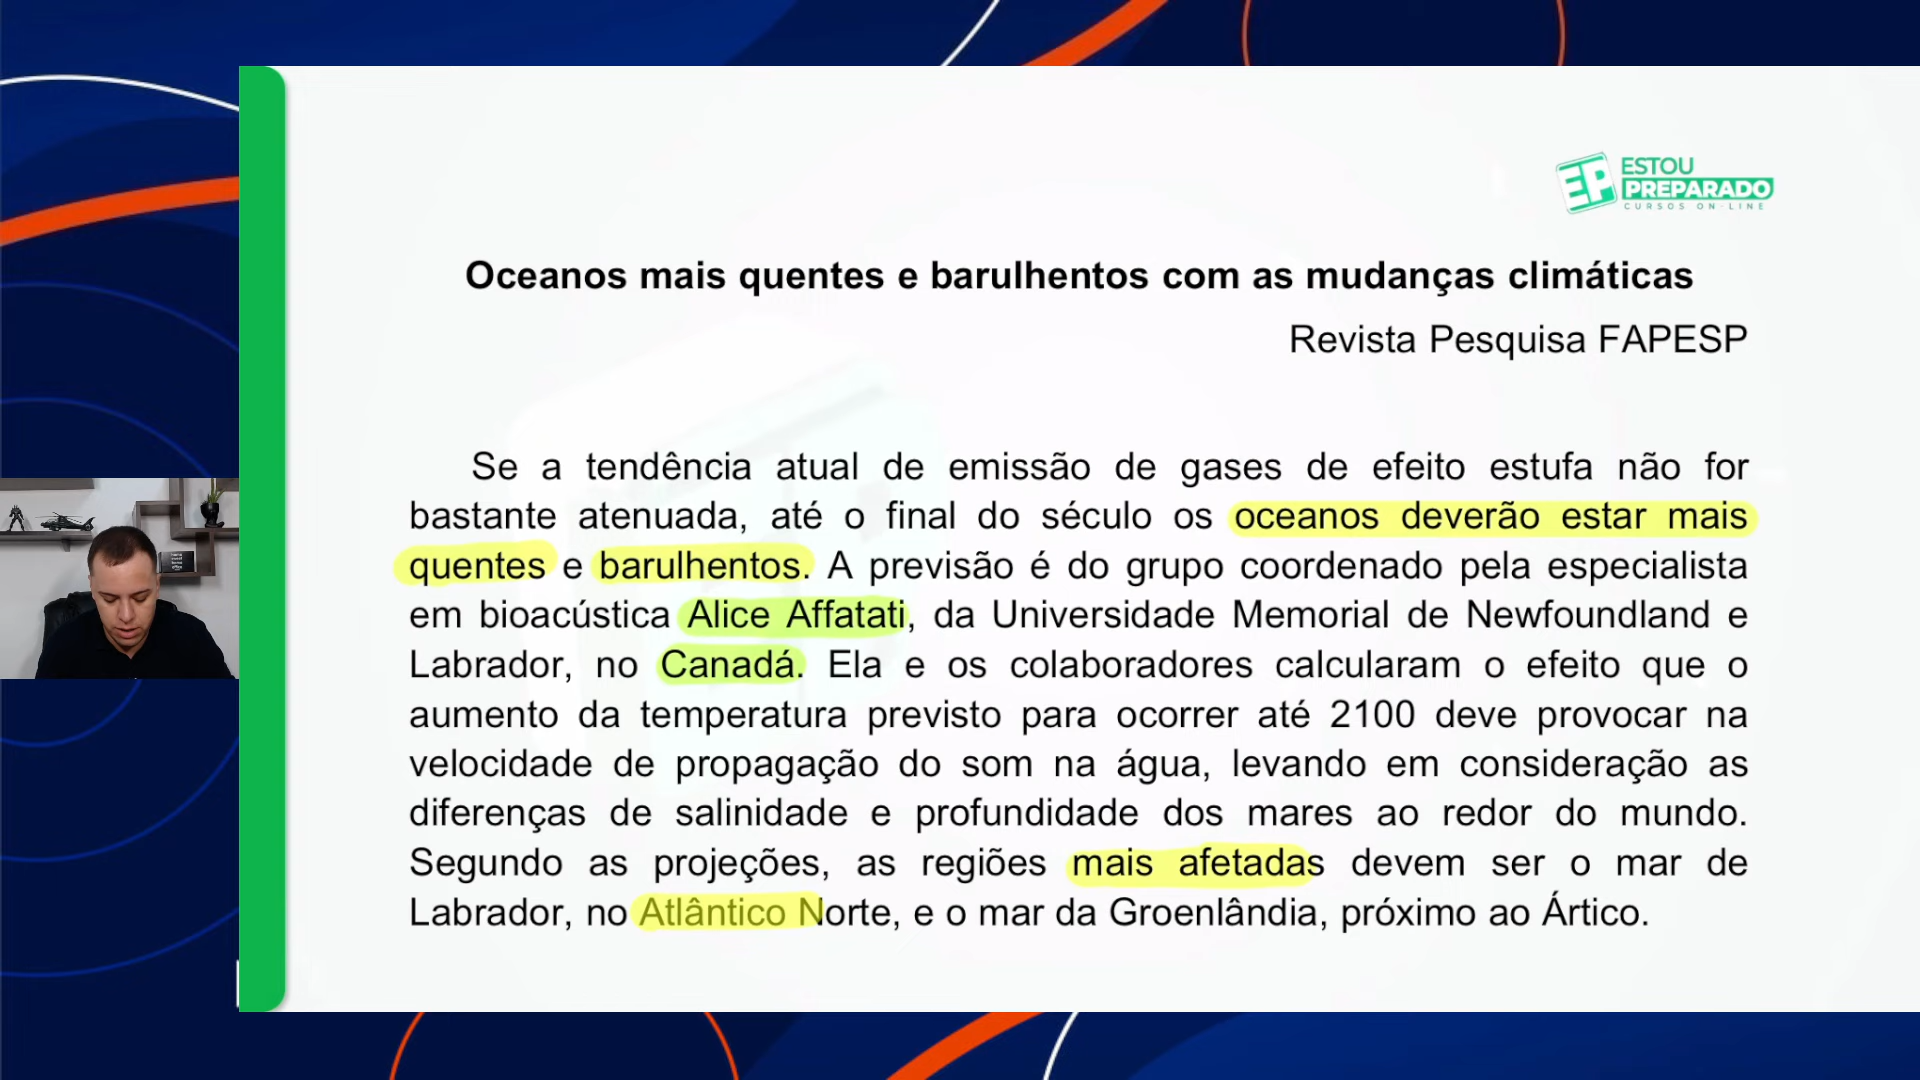 ESTOU
EP PREPARADO
CURSOS ON-LINE
Oceanos mais quentes e barulhentos com as mudanças climáticas
Revista Pesquisa FAPESP
Se a tendência atual de emissão de gases de efeito estufa não for
bastante atenuada, até o final do século os oceanos deverão estar mais
quentes e barulhentos. A previsão é do grupo coordenado pela especialista
em bioacústica Alice Affatati, da Universidade Memorial de Newfoundland e
Labrador, no Canadá. Ela e os colaboradores calcularam o efeito que o
aumento da temperatura previsto para ocorrer até 2100 deve provocar na
velocidade de propagação do som na água, levando em consideração as
diferenças de salinidade e profundidade dos mares ao redor do mundo.
Segundo as projeções, as regiões mais afetadas devem ser o mar de
Labrador, no Atlântico Norte, e o mar da Groenlândia, próximo ao Ártico.